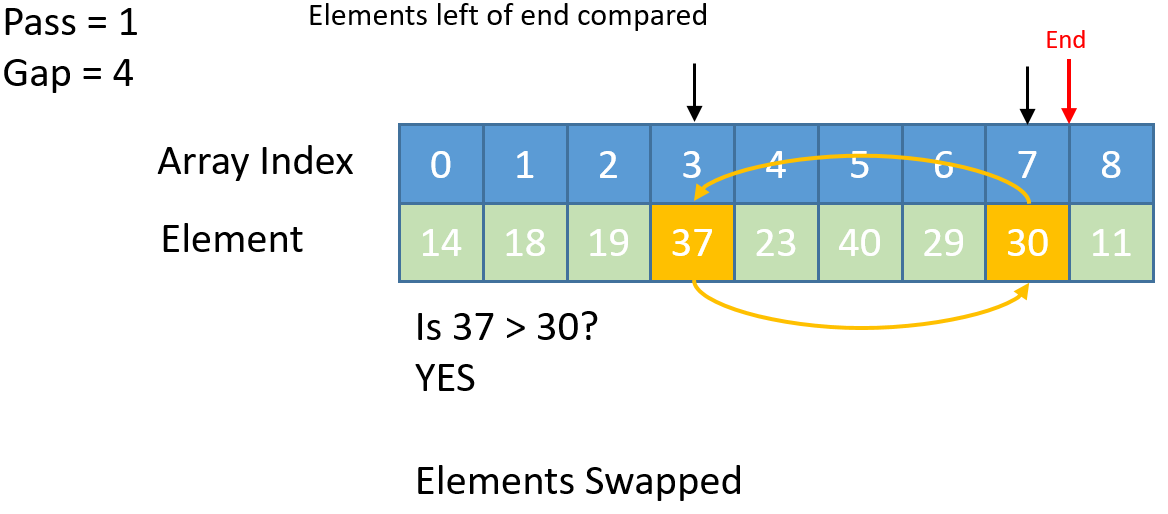 Pass = 1
Elements left of end compared
Gap = 4
End
Array Index 0 1 2 3 4 5 6 7 8
Element 14 18 19 37 23 40 29 30 11
Is 37 > 30?
YES
Elements Swapped